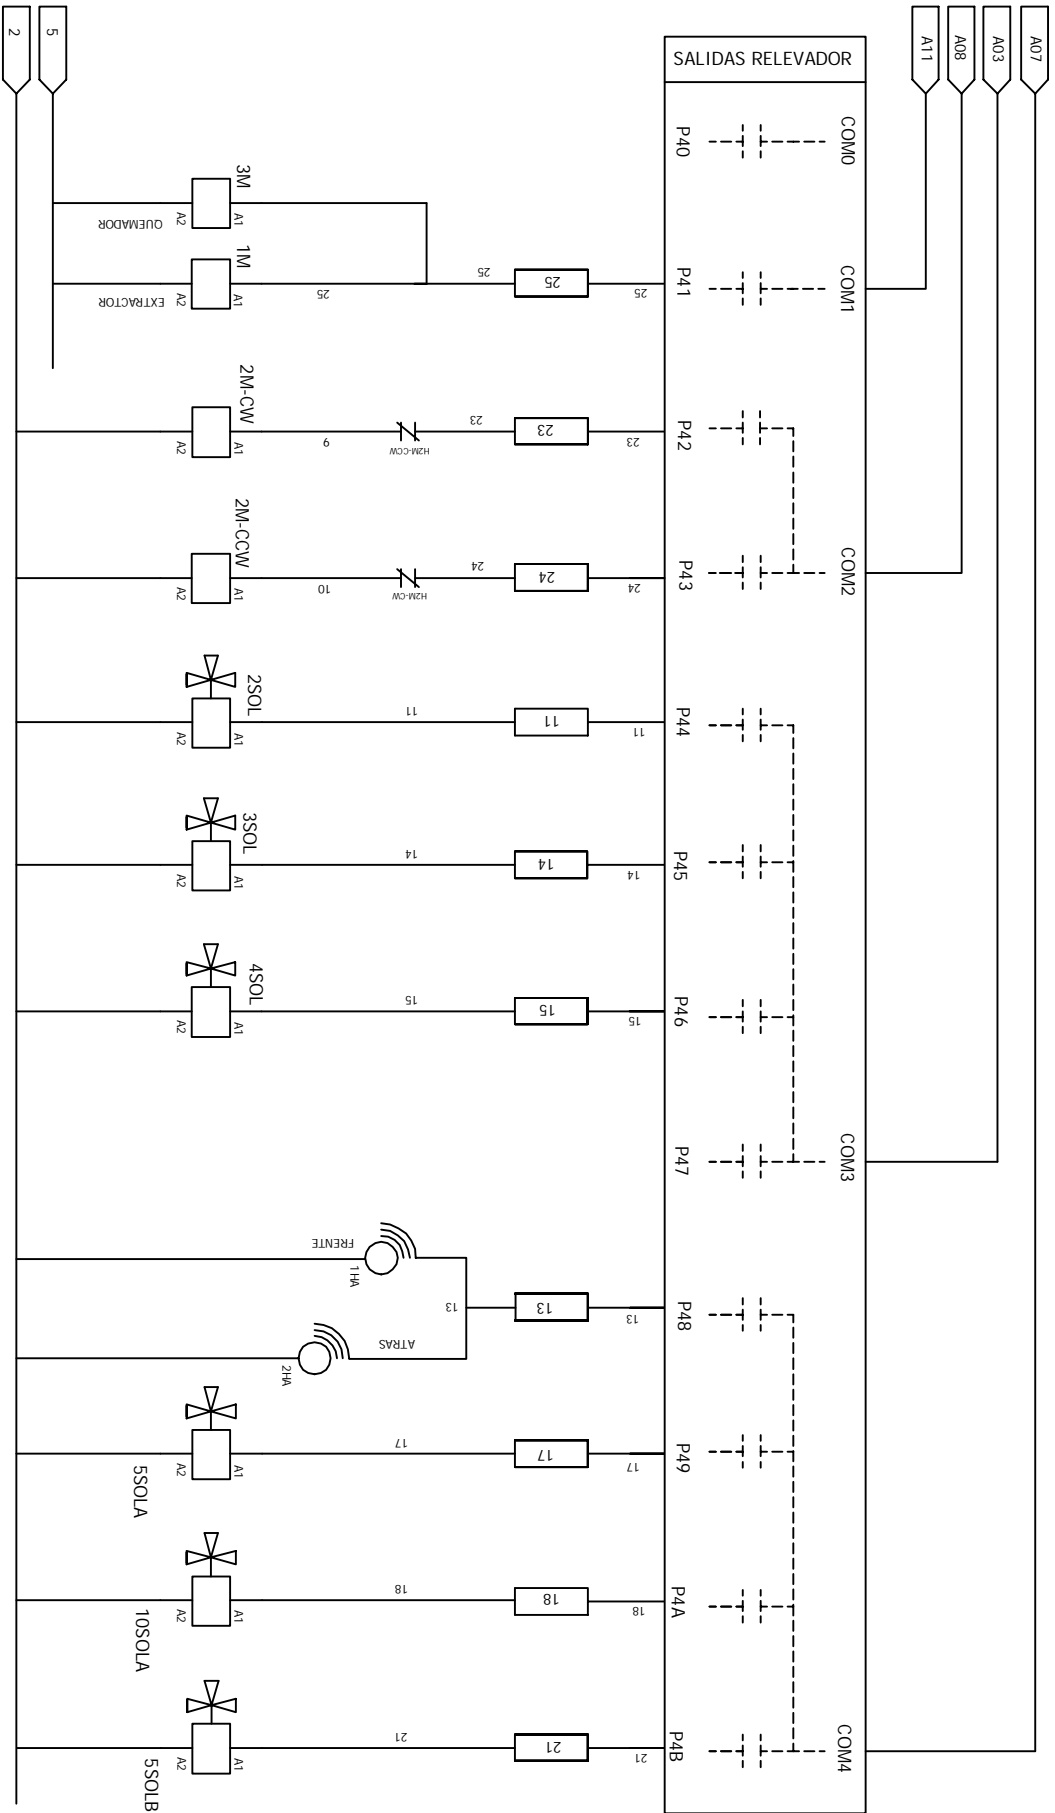 2
5
A11
A08
A03
A07
SALIDAS RELEVADOR
P40
COM0
3M
A1
A2
QUEMADOR
1M
A1
A2
EXTRACTOR
25
25
25
25
P41
COM1
2M-CW
A1
A2
9
H2M-CCW
23
23
23
P42
2M-CCW
A1
A2
10
H2M-CW
24
24
24
P43
COM2
2SOL
A1
A2
11
11
11
P44
3SOL
A1
A2
14
14
14
P45
4SOL
A1
A2
15
15
15
P46
P47
COM3
FRENTE
1HA
13
13
13
P48
ATRAS
2HA
5SOLA
A1
A2
17
17
17
P49
10SOLA
A1
A2
18
18
18
P4A
5SOLB
A1
A2
21
21
21
P4B
COM4